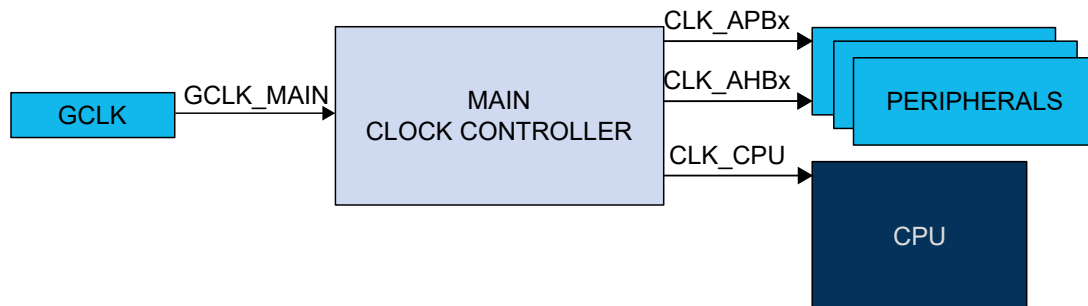 CLK_APBx
GCLK_MAIN
MAIN
CLOCK CONTROLLER
CLK_AHBx
GCLK
PERIPHERALS
CLK_CPU
CPU